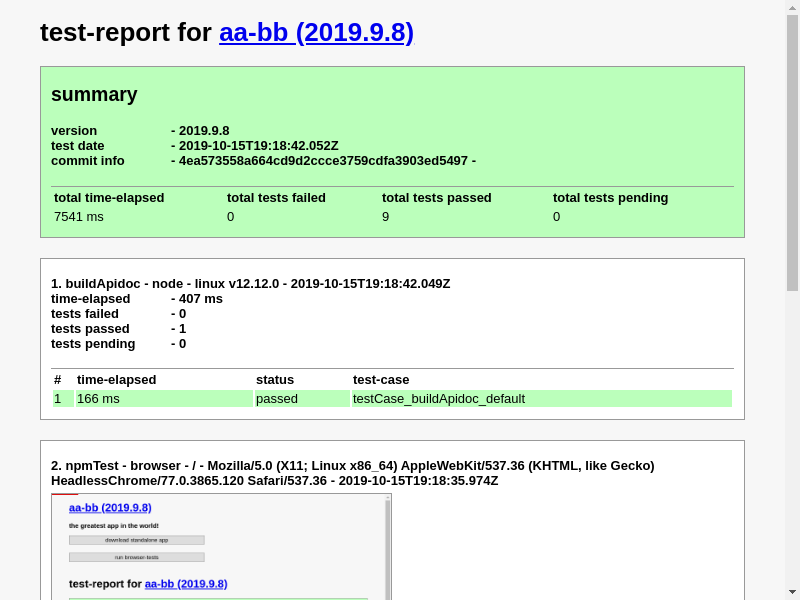 test-report for aa-bb (2019.9.8)
summary
version - 2019.9.8
test date - 2019-10-15T19:18:42.052Z
commit info - 4ea573558a664cd9d2ccce3759cdfa3903ed5497 -
total time-elapsed total tests failed total tests passed total tests pending
7541 ms 0 9 0
1. buildApidoc - node - linux v12.12.0 - 2019-10-15T19:18:42.049Z
time-elapsed - 407 ms
tests failed - 0
tests passed - 1
tests pending - 0
# time-elapsed status test-case
1 166 ms passed testCase_buildApidoc_default
2. npmTest - browser - / - Mozilla/5.0 (X11; Linux x86_64) AppleWebKit/537.36 (KHTML, like Gecko)
HeadlessChrome/77.0.3865.120 Safari/537.36 - 2019-10-15T19:18:35.974Z
aa-bb (2019.9.8)
the greatest app in the world!
download standalone app
run browser-tests
test-report for aa-bb (2019.9.8)